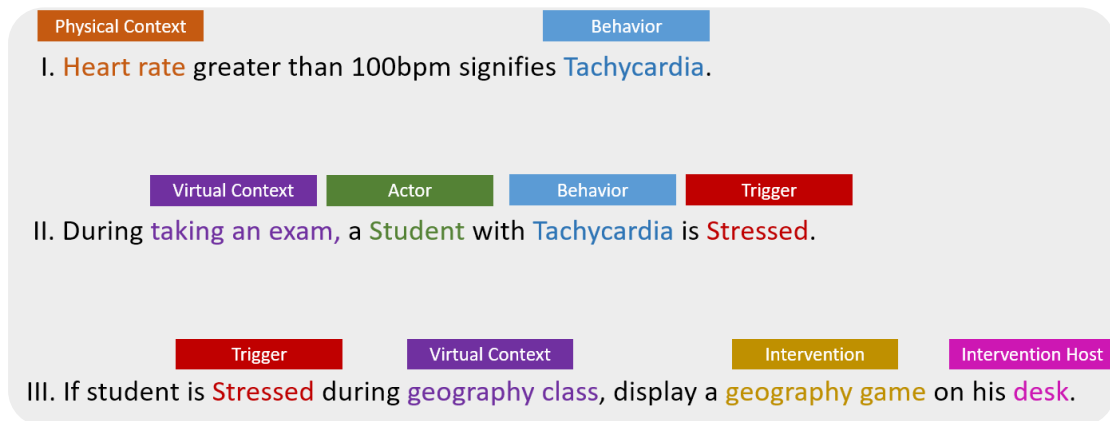 Physical Context Behavior
I. Heart rate greater than 100bpm signifies Tachycardia.
Virtual Context Actor Behavior Trigger
II. During taking an exam, a Student with Tachycardia is Stressed.
Trigger Virtual Context Intervention Intervention Host
III. If student is Stressed during geography class, display a geography game on his desk.